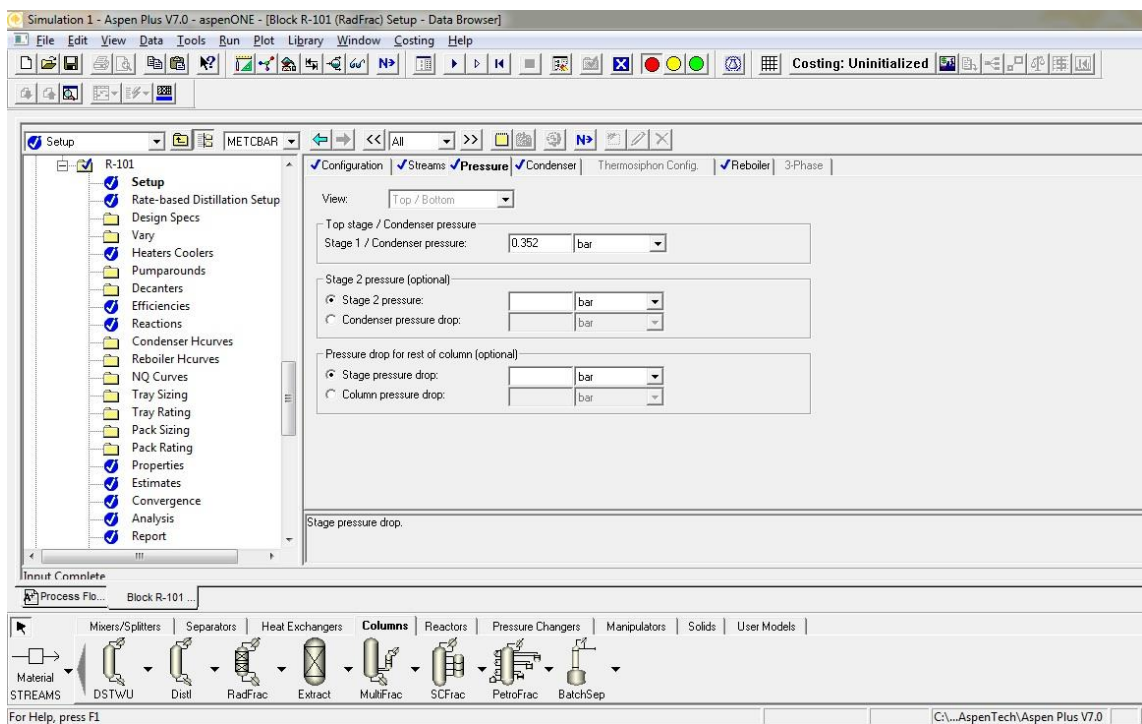 Simulation 1 - Aspen Plus V7.0 - aspenONE - [Block R-101 (RadFrac) Setup - Data Browser]
File Edit View Data Tools Run Plot Library Window Costing Help
N> Costing: Uninitialized
Setup METCBAR << All >> N>
R-101
Setup
Rate-based Distillation Setup
Design Specs
Vary
Heaters Coolers
Pumparounds
Decanters
Efficiencies
Reactions
Condenser Hcurves
Reboiler Hcurves
NQ Curves
Tray Sizing
Tray Rating
Pack Sizing
Pack Rating
Properties
Estimates
Convergence
Analysis
Report
Configuration Streams Pressure Condenser Thermosiphon Config. Reboiler 3-Phase
View: Top / Bottom
Top stage / Condenser pressure
Stage 1 / Condenser pressure: 0.352 bar
Stage 2 pressure (optional)
Stage 2 pressure: bar
Condenser pressure drop: bar
Pressure drop for rest of column (optional)
Stage pressure drop: bar
Column pressure drop: bar
Stage pressure drop.
Input Complete
Process Flo... Block R-101 ...
Mixers/Splitters Separators Heat Exchangers Columns Reactors Pressure Changers Manipulators Solids User Models
Material
STREAMS DSTWU Distl RadFrac Extract MultiFrac SCFrac PetroFrac BatchSep
For Help, press F1 C:\...AspenTech\Aspen Plus V7.0